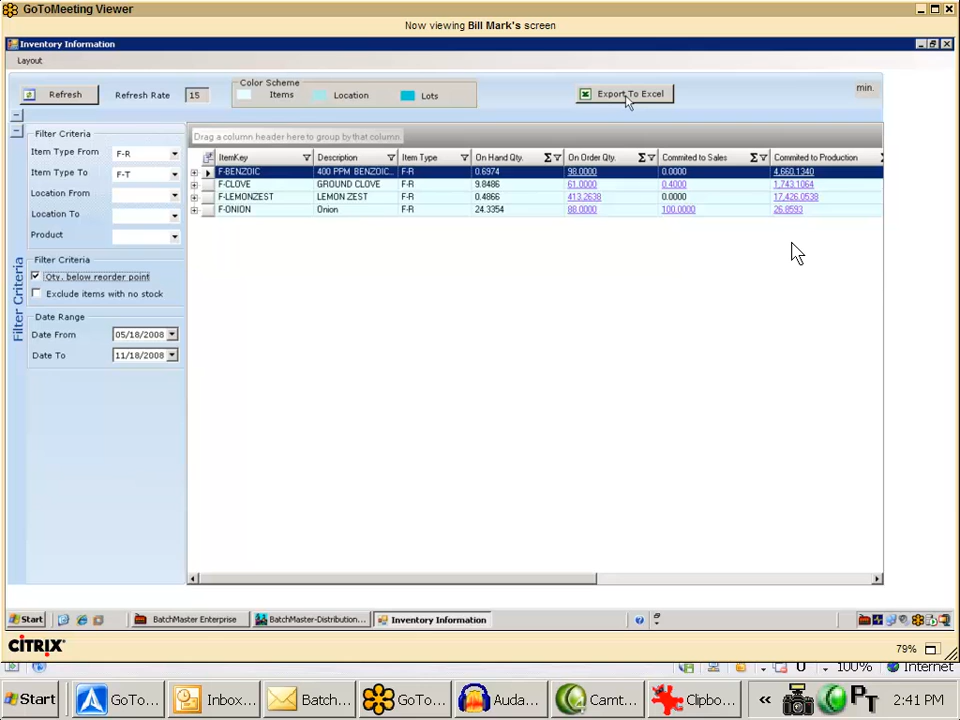 GoToMeeting Viewer
Now viewing Bill Mark's screen
Inventory Information
Layout
Refresh
Refresh Rate
15
Color Scheme
Items
Location
Lots
Export To Excel
min.
Drag a column header here to group by that column.
Filter Criteria
Item Type From F-R
Item Type To F-T
Location From
Location To
Product
Filter Criteria
Qty. below reorder point
Exclude items with no stock
Date Range
Date From 05/18/2008
Date To 11/18/2008
Filter Criteria
ItemKey Description Item Type On Hand Qty. Σ On Order Qty. Σ Commited to Sales Σ Commited to Production
F-BENZOIC 400 PPM BENZOIC... F-R 0.6974 98.0000 0.0000 4,660.1340
F-CLOVE GROUND CLOVE F-R 9.8486 61.0000 0.4000 1,743.1064
F-LEMONZEST LEMON ZEST F-R 0.4866 413.2638 0.0000 17,426.0538
F-ONION Onion F-R 24.3354 88.0000 100.0000 26.8593
Start
BatchMaster Enterprise
BatchMaster-Distribution...
Inventory Information
CITRIX
79%
U
100%
Internet
Start
GoTo...
Inbox...
Batch...
GoTo...
Auda...
Camt...
Clipbo...
«
PT
2:41 PM